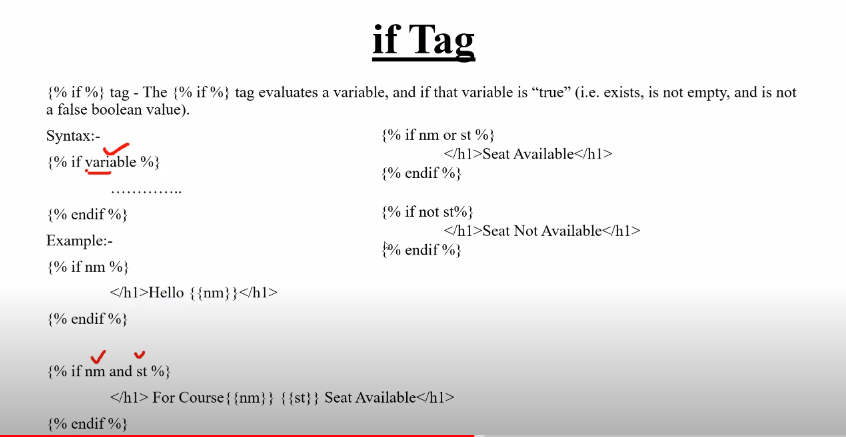 if Tag
{% if %} tag - The {% if %} tag evaluates a variable, and if that variable is “true” (i.e. exists, is not empty, and is not
a false boolean value).
Syntax:-
{% if variable %}
…………..
{% endif %}
Example:-
{% if nm %}
</h1>Hello {{nm}}</h1>
{% endif %}
{% if nm and st %}
</h1> For Course{{nm}} {{st}} Seat Available</h1>
{% endif %}
{% if nm or st %}
</h1>Seat Available</h1>
{% endif %}
{% if not st%}
</h1>Seat Not Available</h1>
{% endif %}